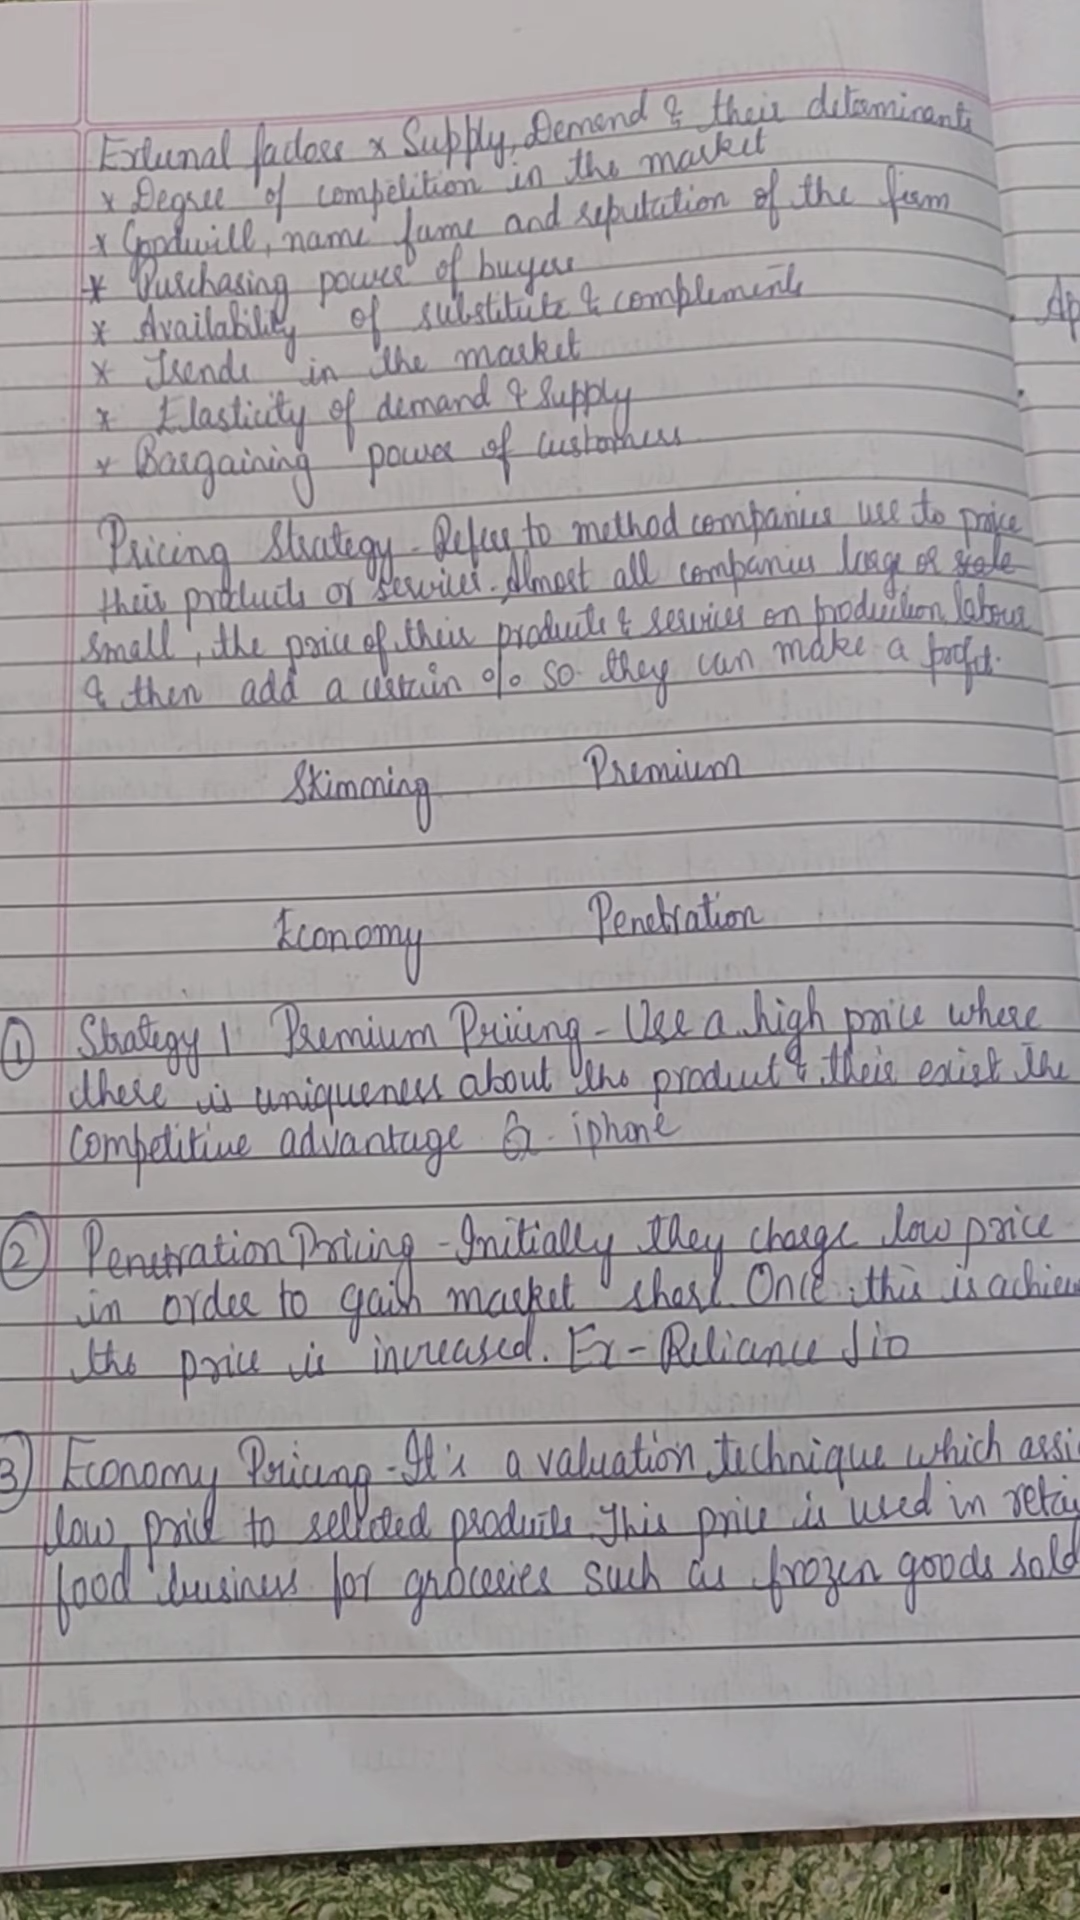 External factors x Supply, Demend & their determinants
x Degree of competition in the market
x Goodwill, name fame and reputation of the firm
x Purchasing power of buyers
x Availability of substitute & complements
x Trends in the market
x Elasticity of demand & supply
x Bargaining power of customers
Pricing Strategy - Refers to method companies use to price
their products or services. Almost all companies large or
small, the price of their products & services on production labour
& then add a certain % so they can make a profit.
Skimming Premium
Economy Penetration
① Strategy 1 Premium Pricing - Use a high price where
there is uniqueness about the product & their exist the
competitive advantage Ex - iphone
② Penetration Pricing - Initially they charge low price
in order to gain market share. Once this is achiev
the price is increased. Ex - Reliance Jio
3 Economy Pricing - It's a valuation technique which assi
low price to selected products This price is used in retai
food buisiness for groceries such as frozen goods sold
Ap